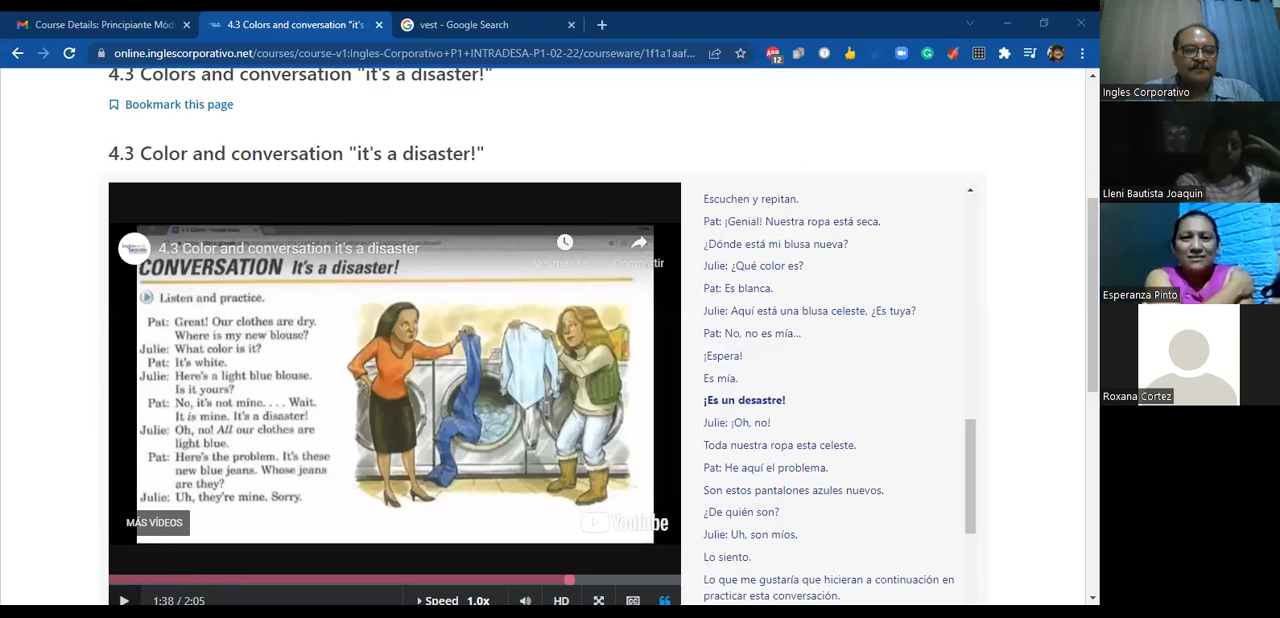 Course Details: Principiante Mód
4.3 Colors and conversation "it's
vest - Google Search
online.inglescorporativo.net/courses/course-v1:Ingles-Corporativo+P1+INTRADESA-P1-02-22/courseware/1f1a1aaf...
12
4.3 Colors and conversation "it's a disaster!"
Bookmark this page
4.3 Color and conversation "it's a disaster!"
4.3 Color and conversation it's a disaster
Compartir
CONVERSATION It's a disaster!
Listen and practice.
Pat: Great! Our clothes are dry.
Where is my new blouse?
Julie: What color is it?
Pat: It's white.
Julie: Here's a light blue blouse.
Is it yours?
Pat: No, it's not mine. . . . Wait.
It is mine. It's a disaster!
Julie: Oh, no! All our clothes are
light blue.
Pat: Here's the problem. It's these
new blue jeans. Whose jeans
are they?
Julie: Uh, they're mine. Sorry.
MÁS VÍDEOS
YouTube
1:38 / 2:05
Speed 1.0x
HD
Escuchen y repitan.
Pat: ¡Genial! Nuestra ropa está seca.
¿Dónde está mi blusa nueva?
Julie: ¿Qué color es?
Pat: Es blanca.
Julie: Aquí está una blusa celeste, ¿Es tuya?
Pat: No, no es mía...
¡Espera!
Es mía.
¡Es un desastre!
Julie: ¡Oh, no!
Toda nuestra ropa esta celeste.
Pat: He aquí el problema.
Son estos pantalones azules nuevos.
¿De quién son?
Julie: Uh, son míos.
Lo siento.
Lo que me gustaría que hicieran a continuación en
practicar esta conversación.
Ingles Corporativo
Lleni Bautista Joaquin
Esperanza Pinto
Roxana Cortez